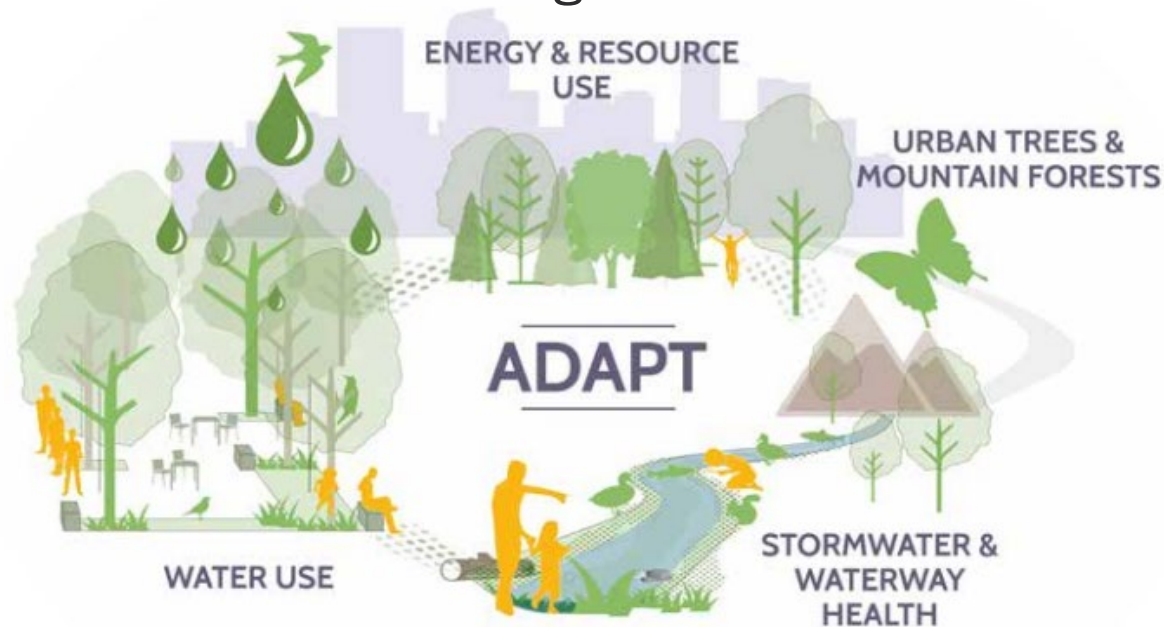 ENERGY & RESOURCE
USE
URBAN TREES &
MOUNTAIN FORESTS
ADAPT
WATER USE
STORMWATER &
WATERWAY
HEALTH